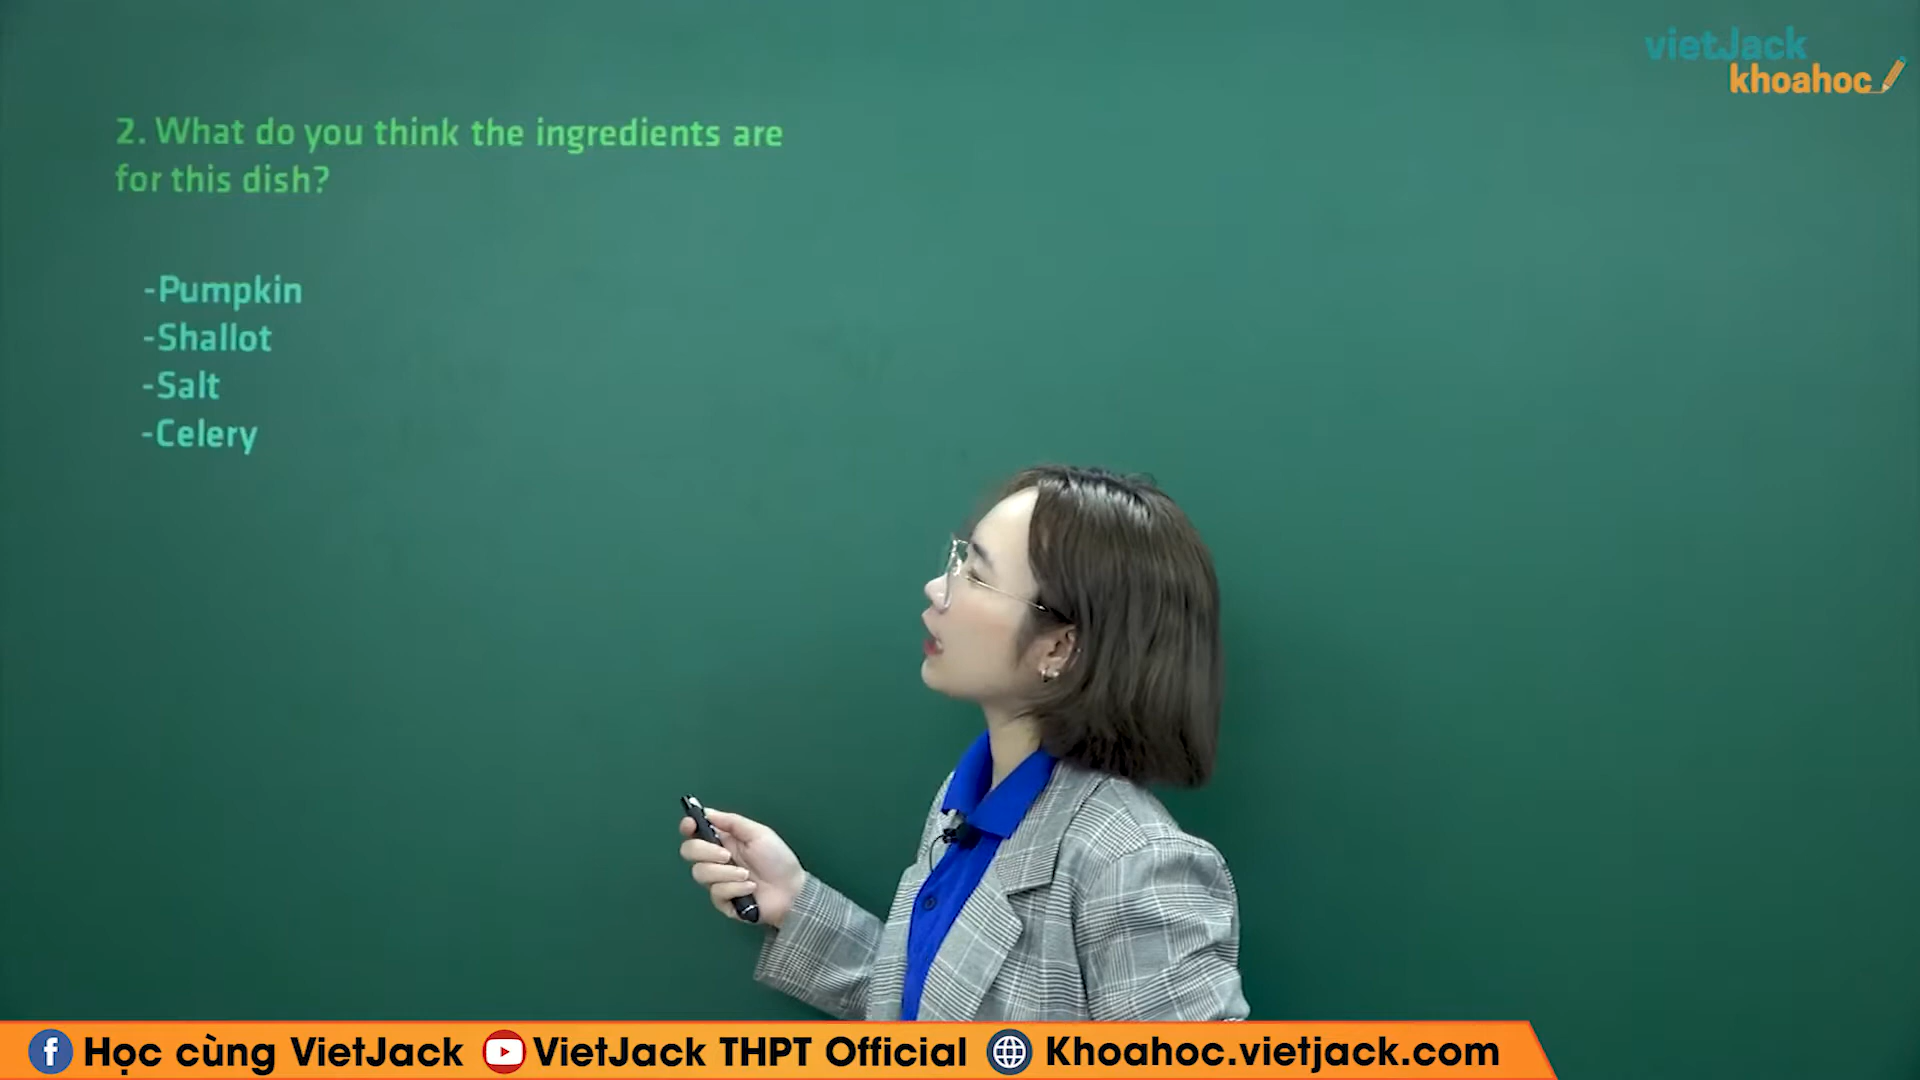 vietJack
khoahoc
2. What do you think the ingredients are
for this dish?
-Pumpkin
-Shallot
-Salt
-Celery
Học cùng VietJack VietJack THPT Official Khoahoc.vietjack.com